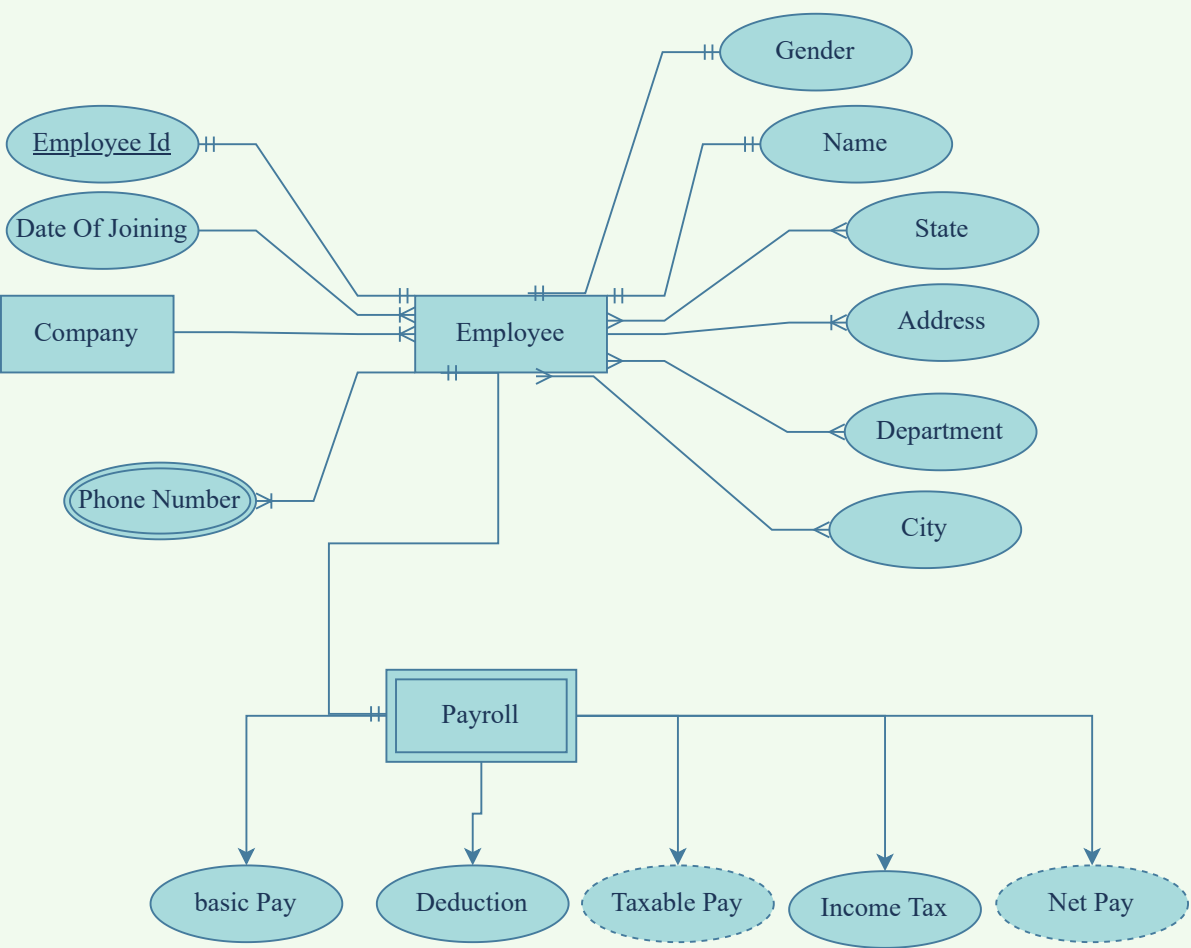 Gender
Employee Id
Name
Date Of Joining
State
Company
Employee
Address
Department
Phone Number
City
Payroll
basic Pay
Deduction
Taxable Pay
Income Tax
Net Pay